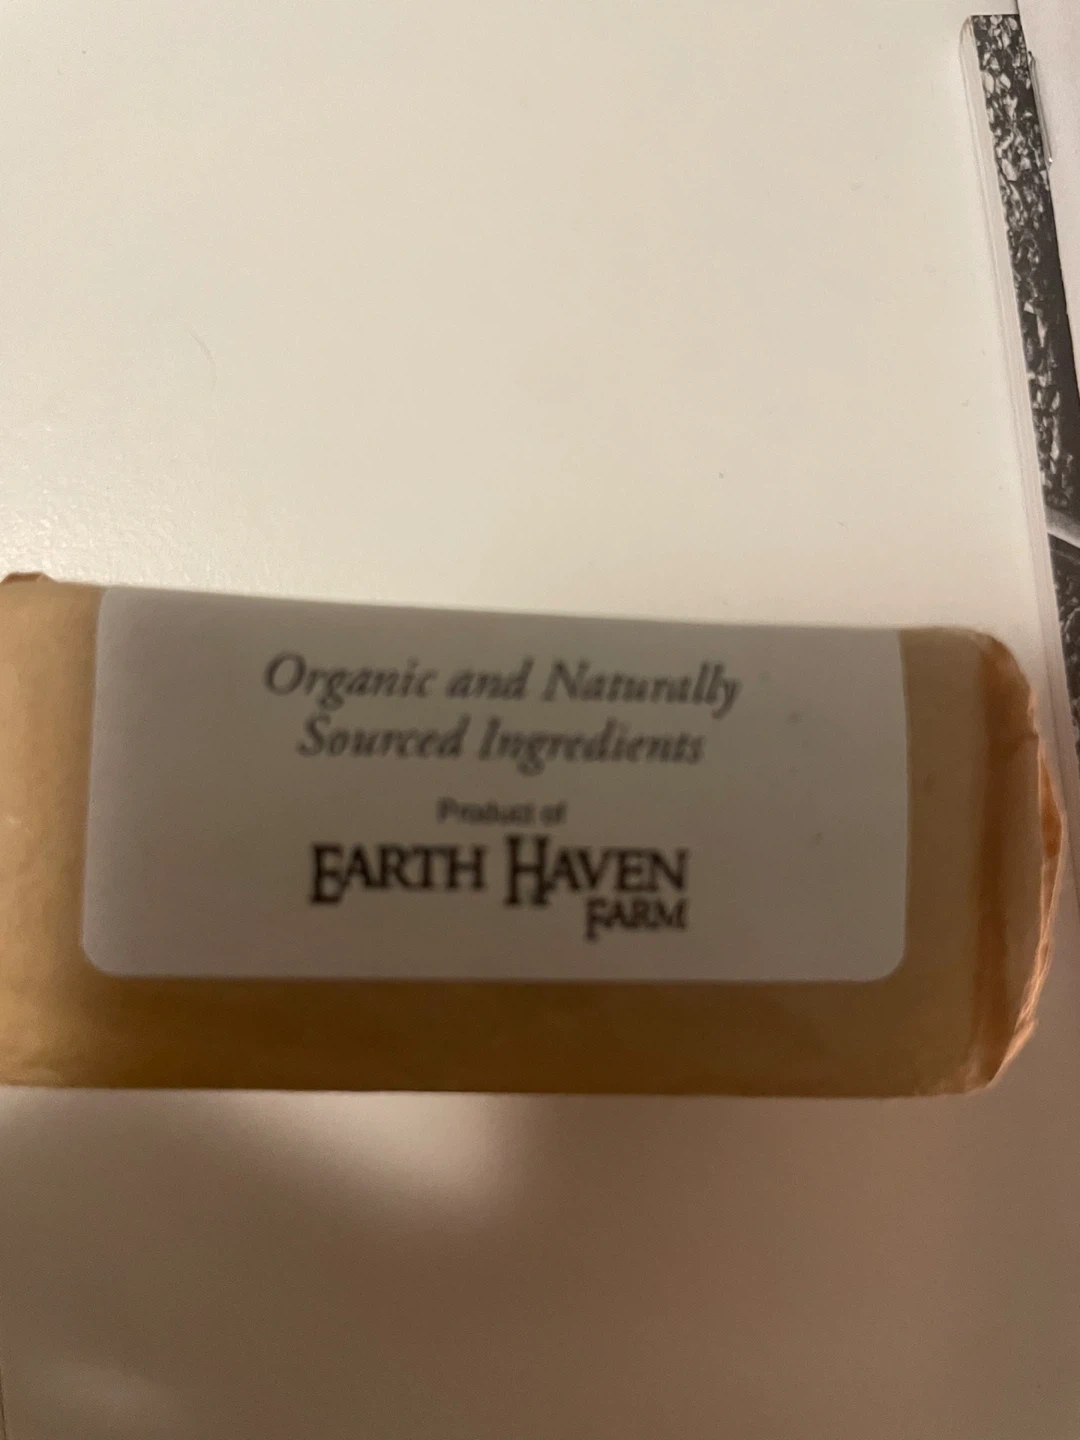 Organic and Naturally
Sourced Ingredients
Product of
EARTH HAVEN
FARM